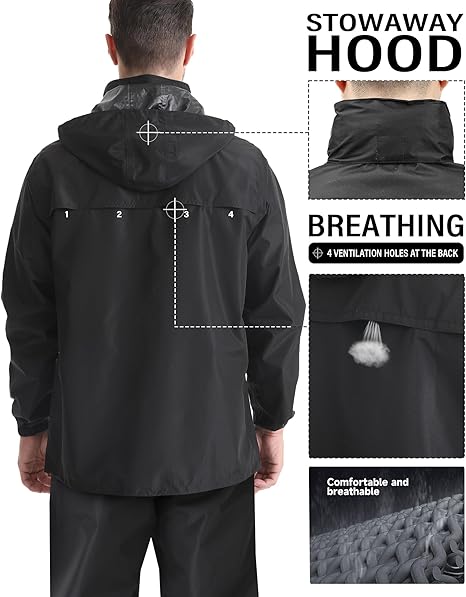 STOWAWAY
HOOD
1 2 3 4
BREATHING
4 VENTILATION HOLES AT THE BACK
Comfortable and
breathable